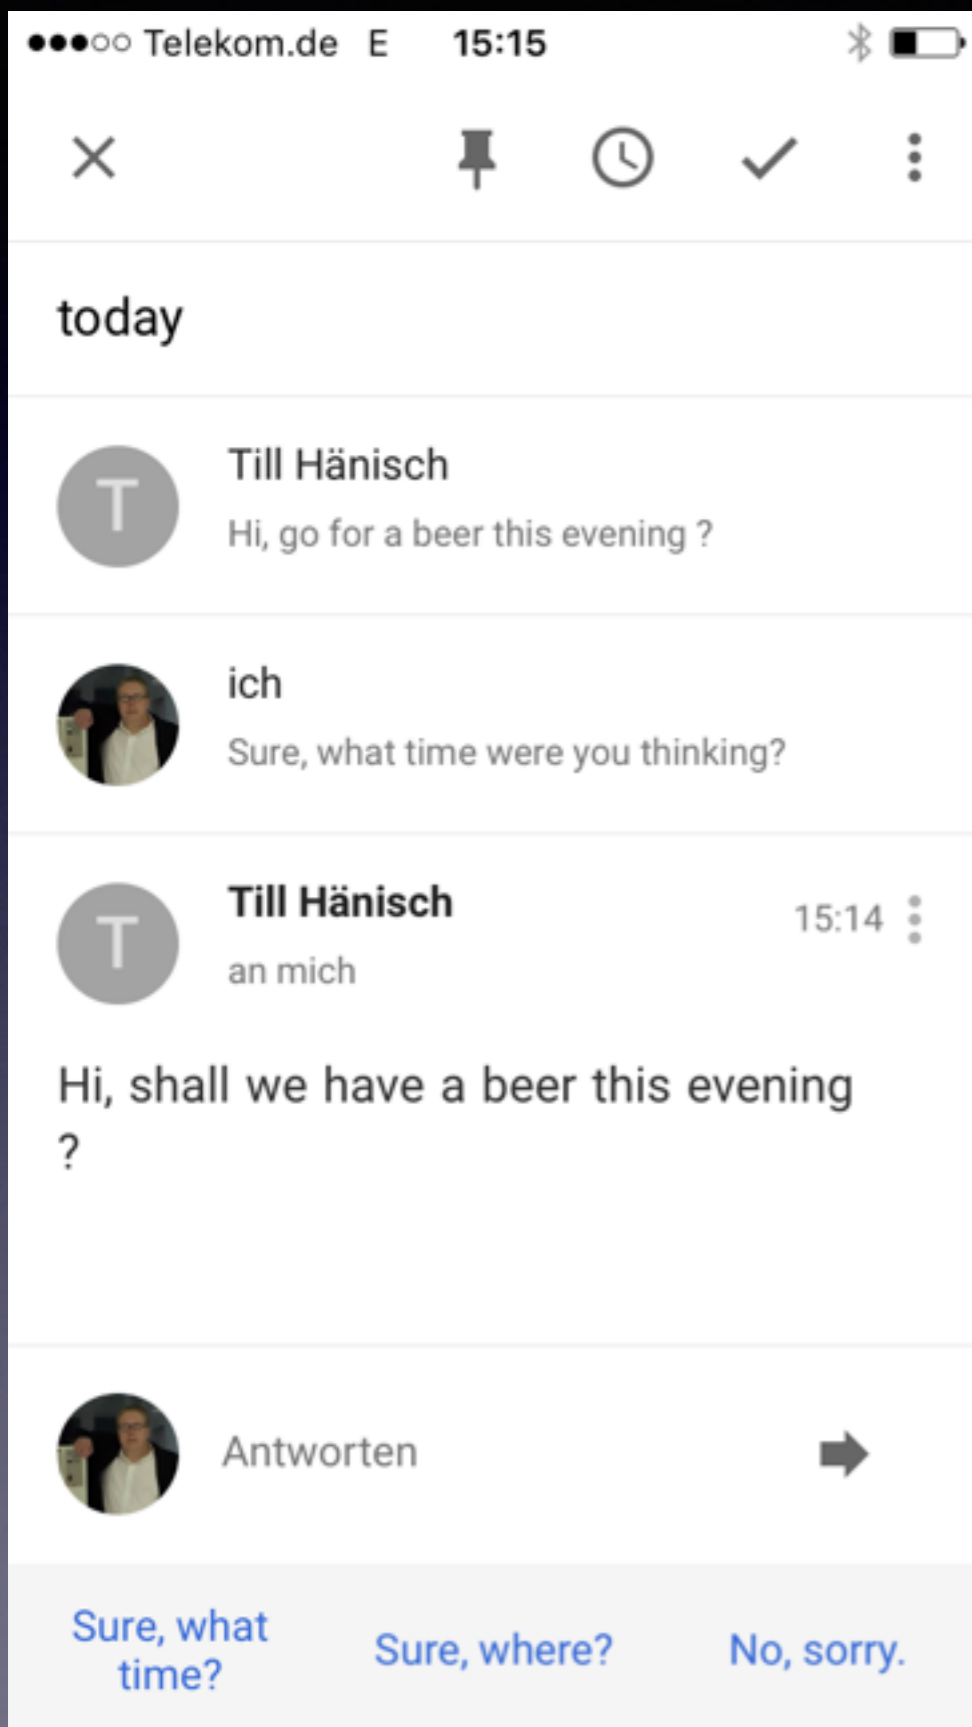 Telekom.de E 15:15
today
T
Till Hänisch
Hi, go for a beer this evening ?
ich
Sure, what time were you thinking?
T
Till Hänisch
15:14
an mich
Hi, shall we have a beer this evening
?
Antworten
Sure, what
time?
Sure, where?
No, sorry.